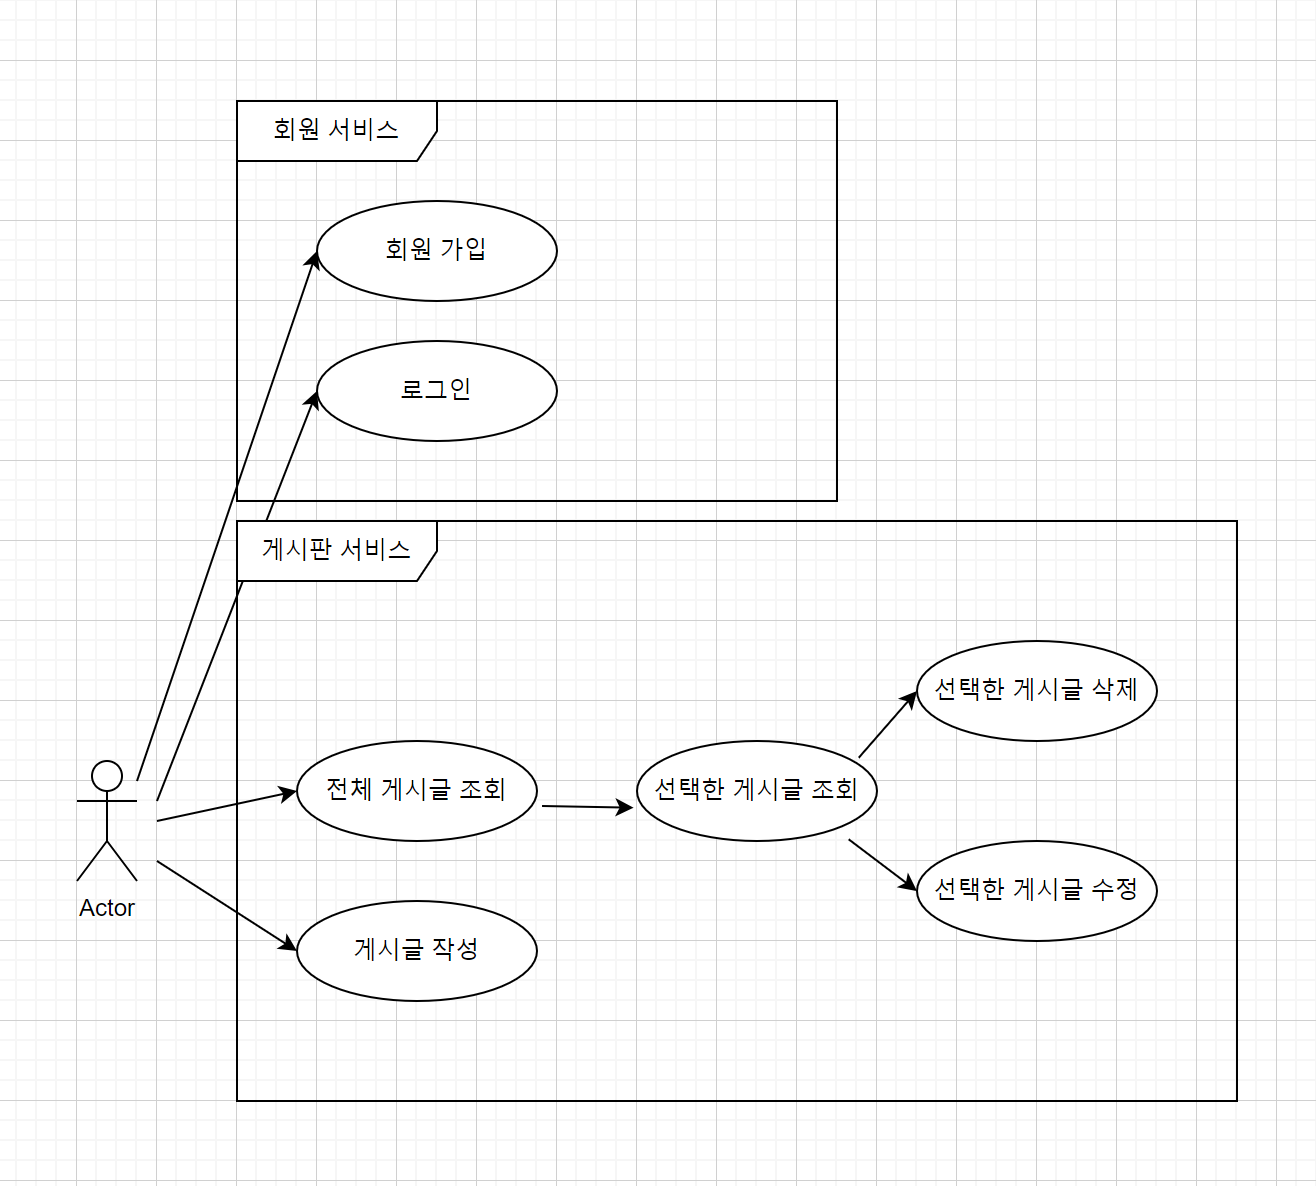 회원 서비스
회원 가입
로그인
게시판 서비스
선택한 게시글 삭제
전체 게시글 조회
선택한 게시글 조회
선택한 게시글 수정
Actor
게시글 작성